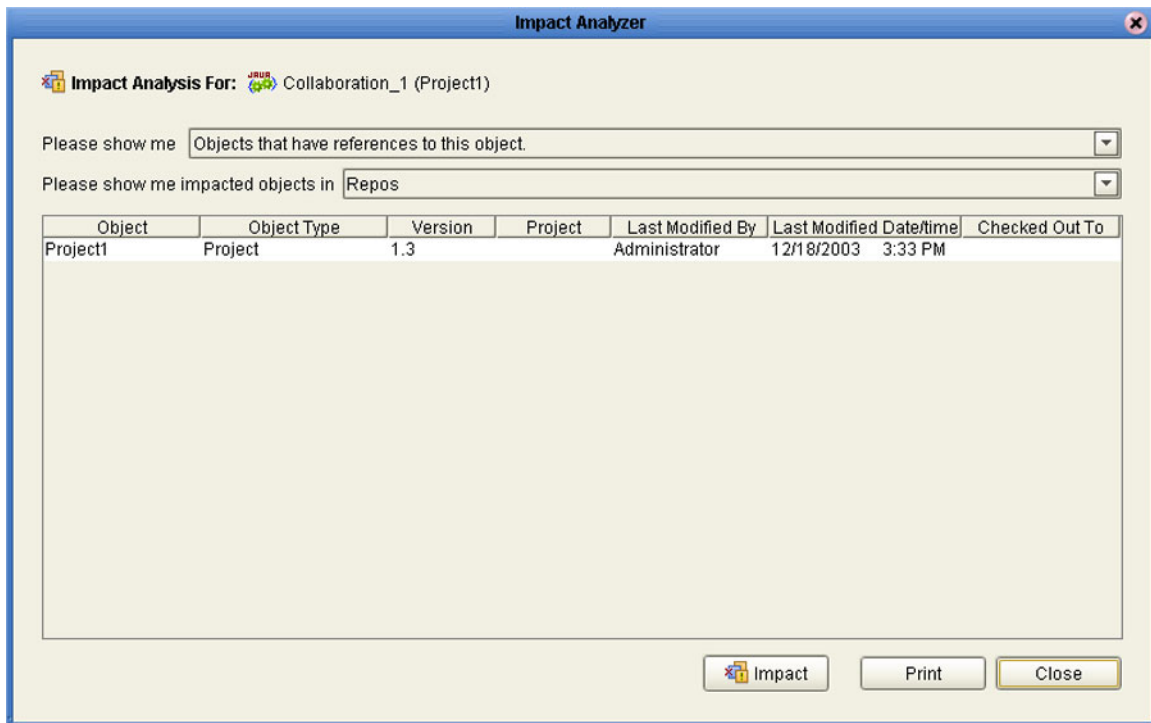 Impact Analyzer
Impact Analysis For: JAVA Collaboration_1 (Project1)
Please show me Objects that have references to this object.
Please show me impacted objects in Repos
Object Object Type Version Project Last Modified By Last Modified Date/time Checked Out To
Project1 Project 1.3 Administrator 12/18/2003 3:33 PM
Impact Print Close